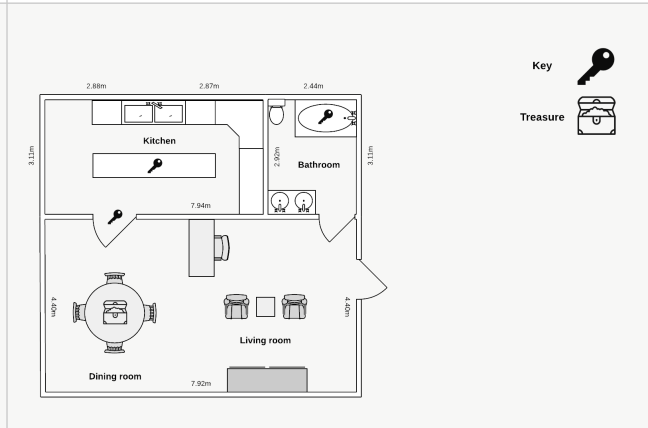 Key
Treasure
2.88m
2.87m
2.44m
3.11m
Kitchen
2.92m
Bathroom
3.11m
7.94m
4.40m
4.40m
Living room
Dining room
7.92m